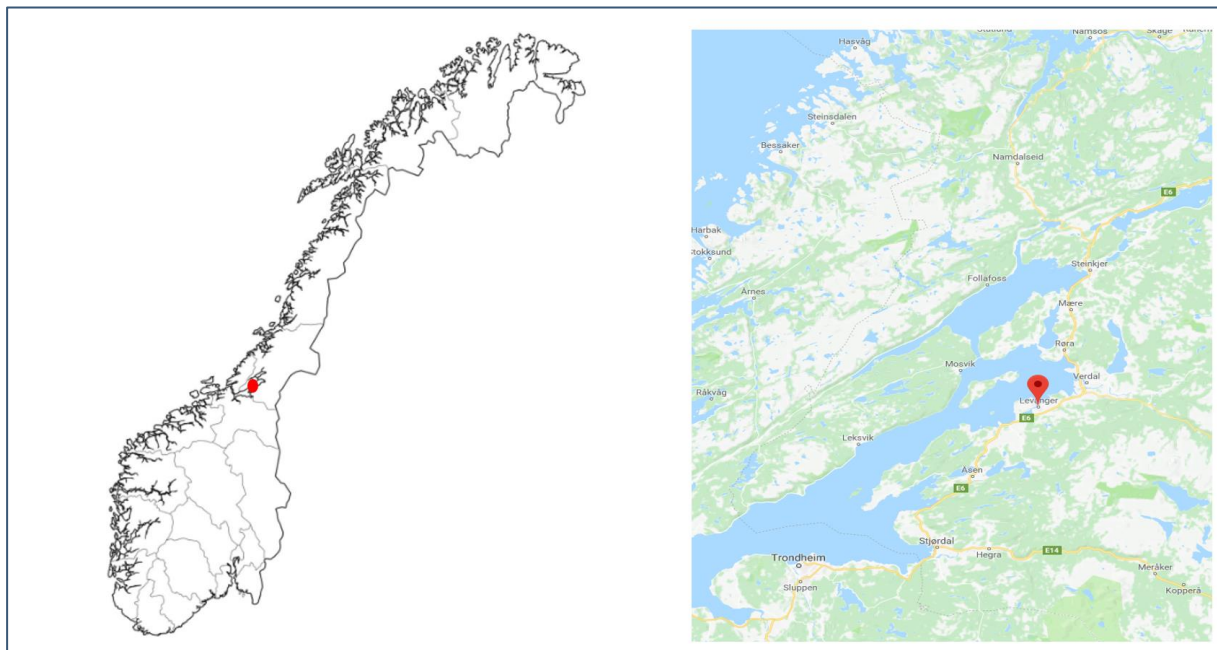 Hasvåg
Namsos
Skage
Steinsdalen
Bessaker
Namdalseid
E6
Harbak
Stokksund
Steinkjer
Follafoss
Årnes
Mære
Røra
Mosvik
Verdal
Råkvåg
Levanger
E6
Leksvik
Åsen
E6
Stjørdal
E14
Hegra
Trondheim
Meråker
Sluppen
Kopperå